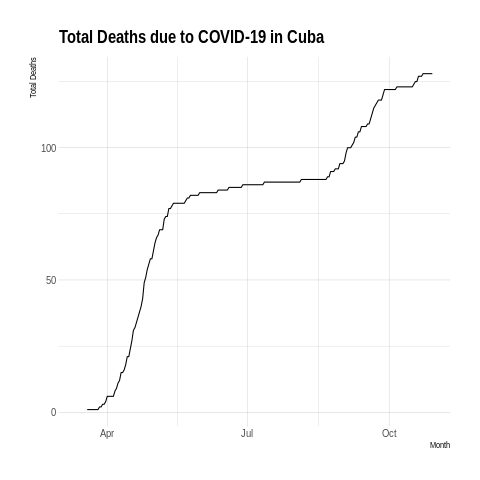 Total Deaths due to COVID-19 in Cuba
Total Deaths
100
50
0
Apr
Jul
Oct
Month